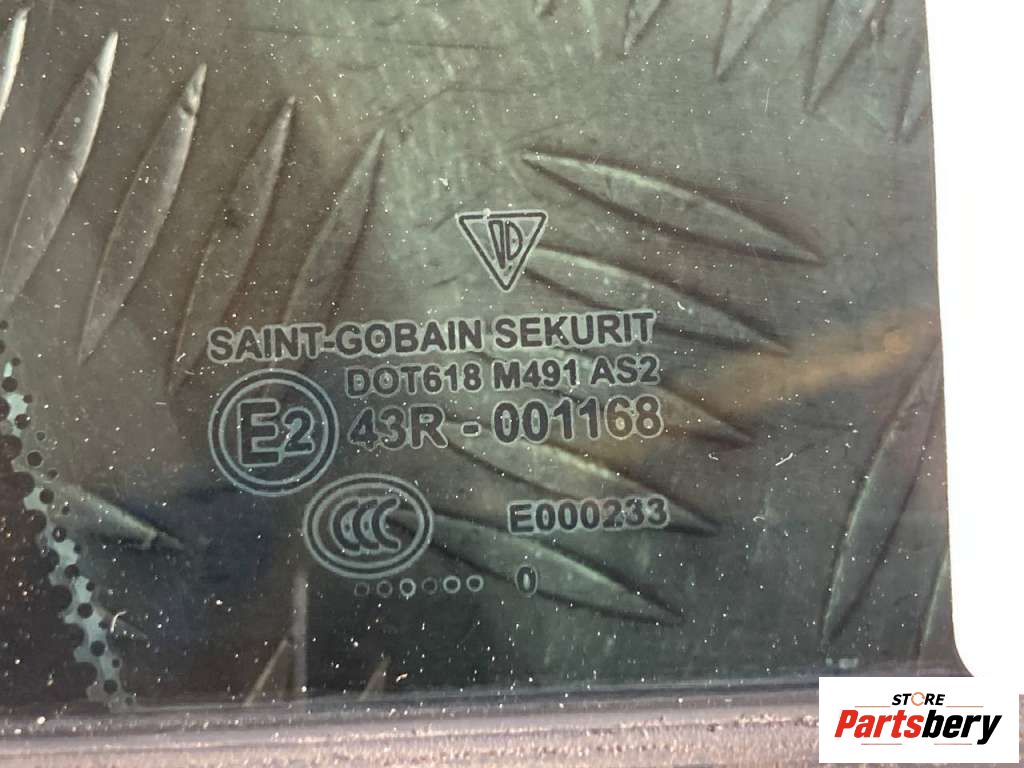 SAINT-GOBAIN SEKURIT
DOT618 M491 AS2
E2 43R - 001168
CCC E000233
0
STORE
Partsbery